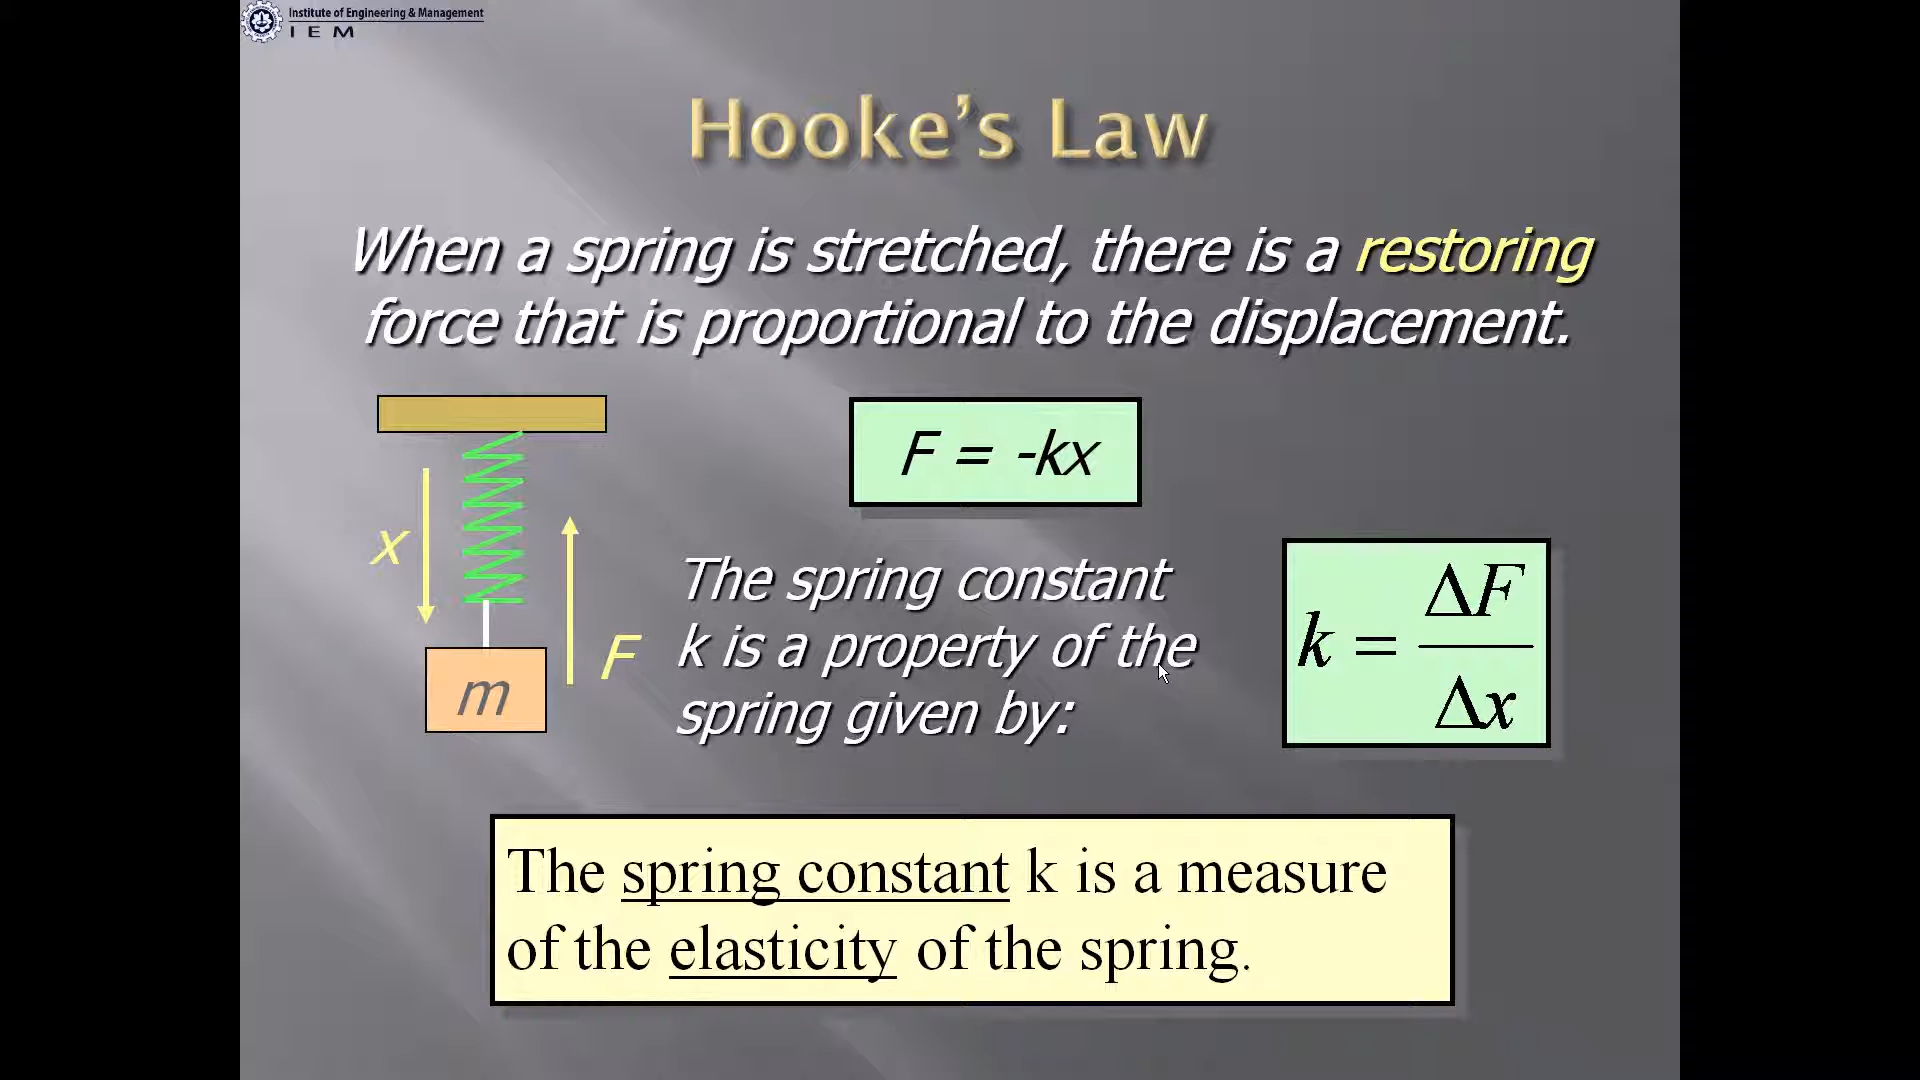 Institute of Engineering & Management
I E M
Hooke’s Law
When a spring is stretched, there is a restoring
force that is proportional to the displacement.
F = -kx
x
F
m
The spring constant
k is a property of the
spring given by:
k = ΔF/Δx
The spring constant k is a measure
of the elasticity of the spring.